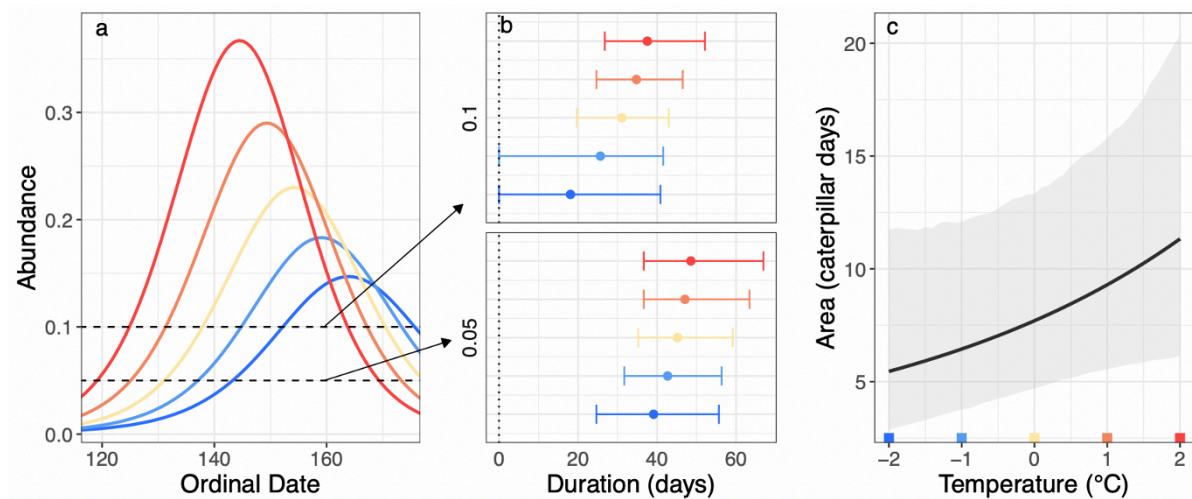 a
Abundance
0.3
0.2
0.1
0.0
120
140
160
Ordinal Date
b
0.1
0.05
0
20
40
60
Duration (days)
c
Area (caterpillar days)
20
15
10
5
−2
−1
0
1
2
Temperature (°C)